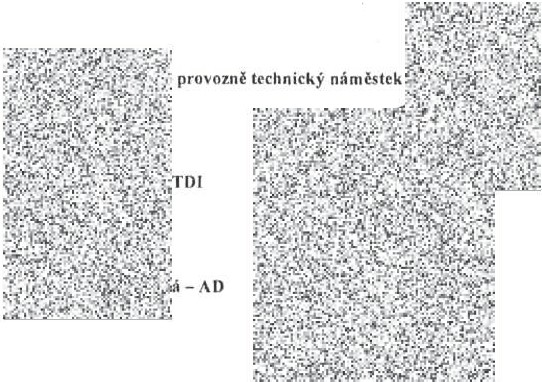 provozně technický náměstek
TDI
á – AD